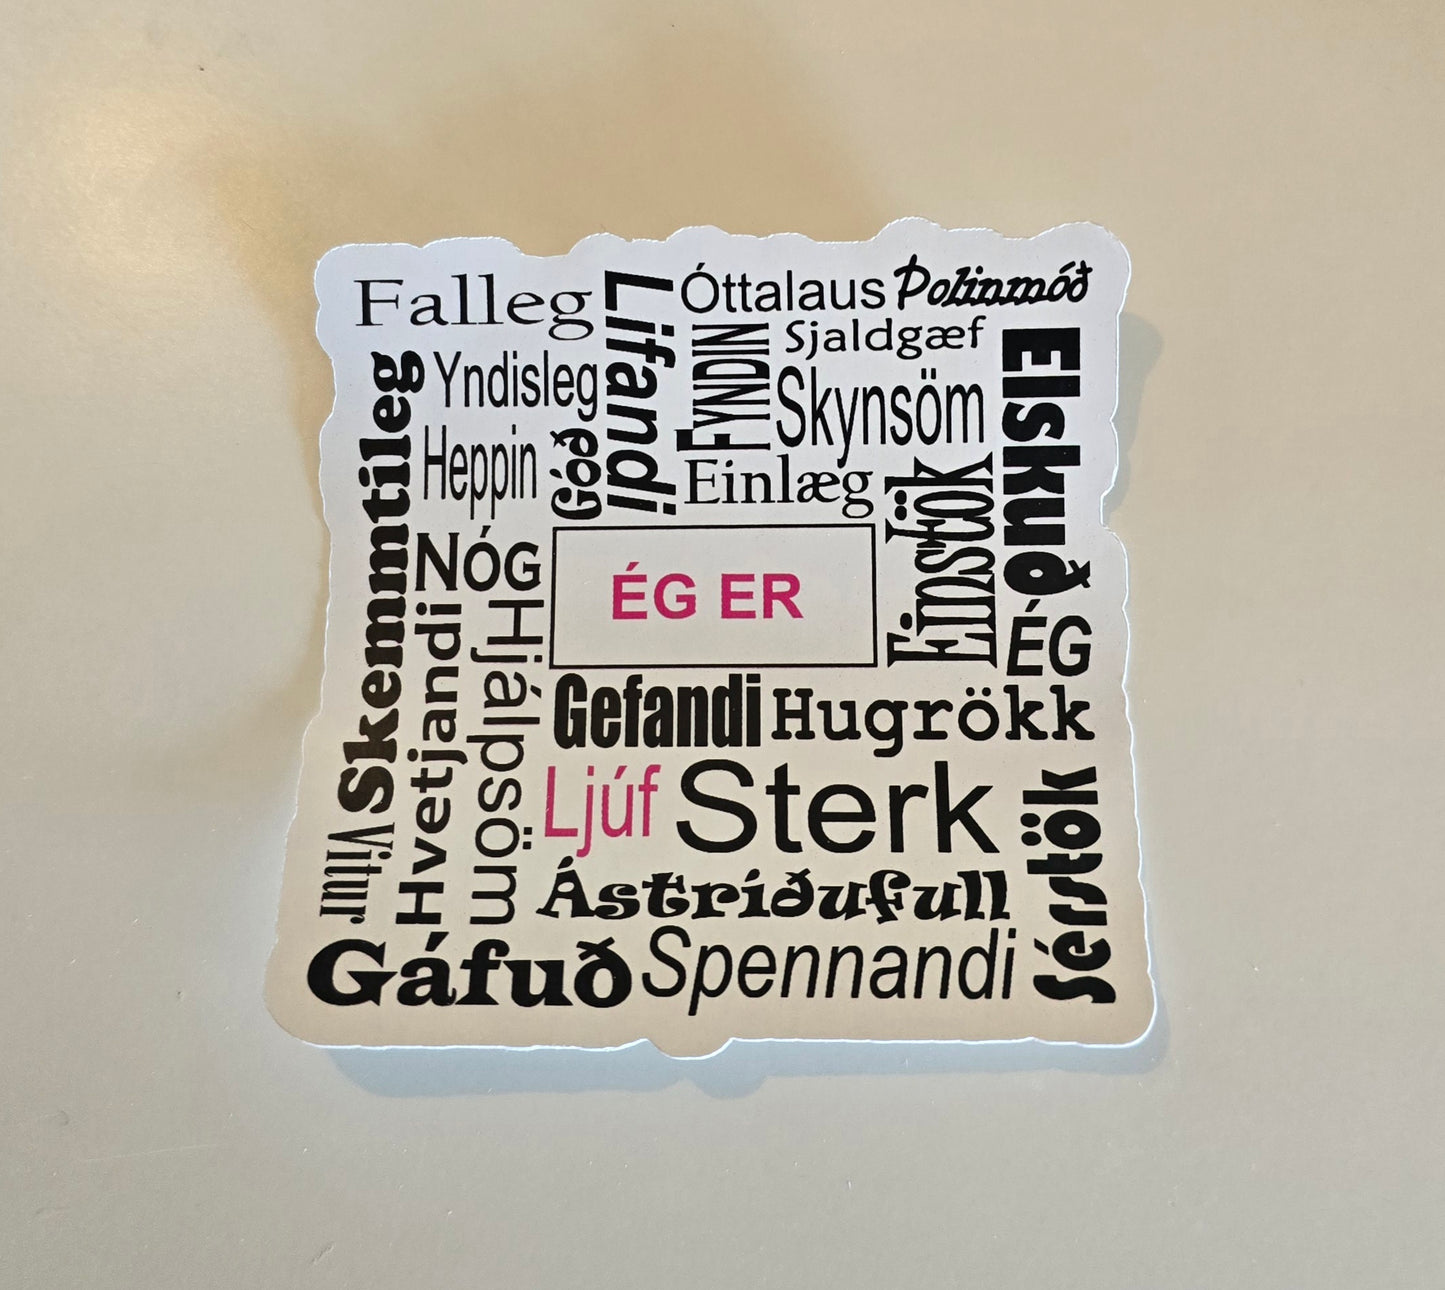 Falleg
Lifandi
Óttalaus
Þolinmóð
Sjaldgæf
FYNDIN
Elskuð
Skemmtileg
Yndisleg
Skynsöm
Heppin
Góð
Einlæg
Einstök
NÓG
ÉG ER
ÉG
Hvetjandi
Hjálpsöm
Gefandi
Hugrökk
Ljúf
Sterk
Sérstök
Vitur
Ástríðufull
Gáfuð
Spennandi